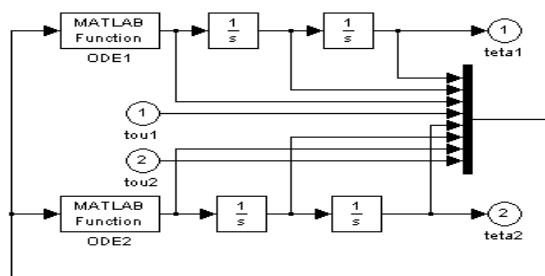 MATLAB
Function
ODE1
1
s
1
s
1
teta1
1
tou1
2
tou2
MATLAB
Function
ODE2
1
s
1
s
2
teta2